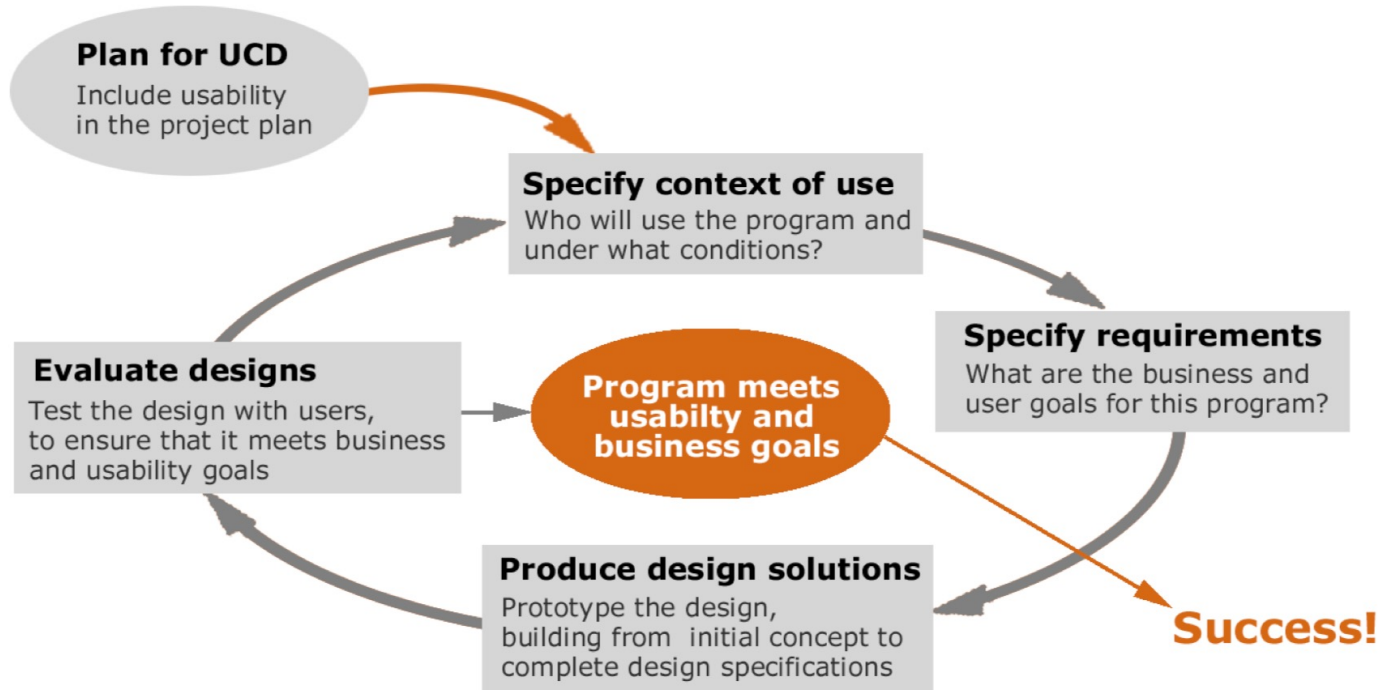 Plan for UCD
Include usability
in the project plan
Specify context of use
Who will use the program and
under what conditions?
Specify requirements
What are the business and
user goals for this program?
Evaluate designs
Test the design with users,
to ensure that it meets business
and usability goals
Program meets
usabilty and
business goals
Produce design solutions
Prototype the design,
building from initial concept to
complete design specifications
Success!